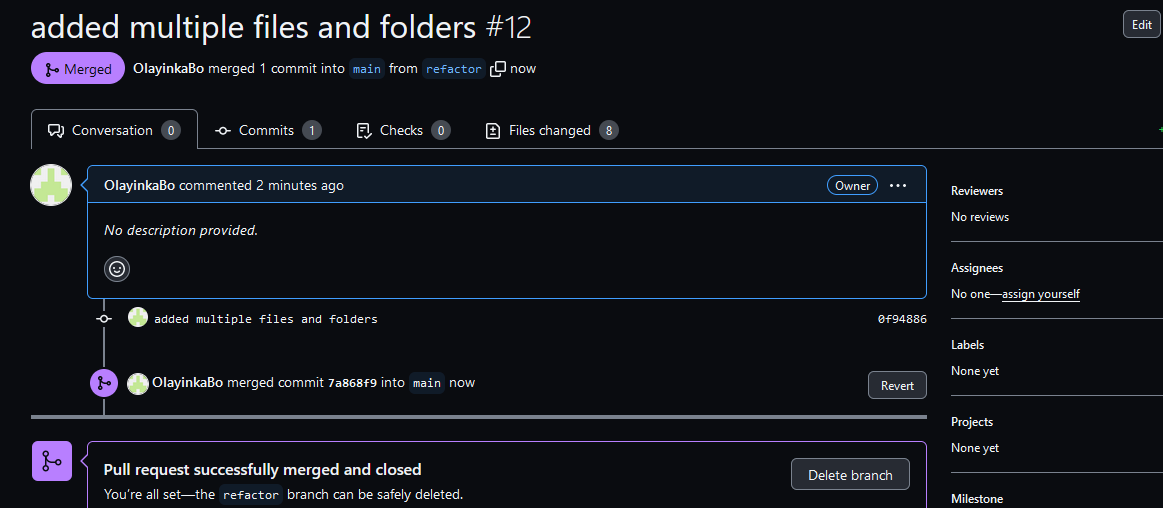 added multiple files and folders #12
Edit
Merged OlayinkaBo merged 1 commit into main from refactor now
Conversation 0 Commits 1 Checks 0 Files changed 8
OlayinkaBo commented 2 minutes ago Owner
No description provided.
added multiple files and folders 0f94886
OlayinkaBo merged commit 7a868f9 into main now Revert
Pull request successfully merged and closed
You're all set—the refactor branch can be safely deleted.
Delete branch
Reviewers
No reviews
Assignees
No one—assign yourself
Labels
None yet
Projects
None yet
Milestone